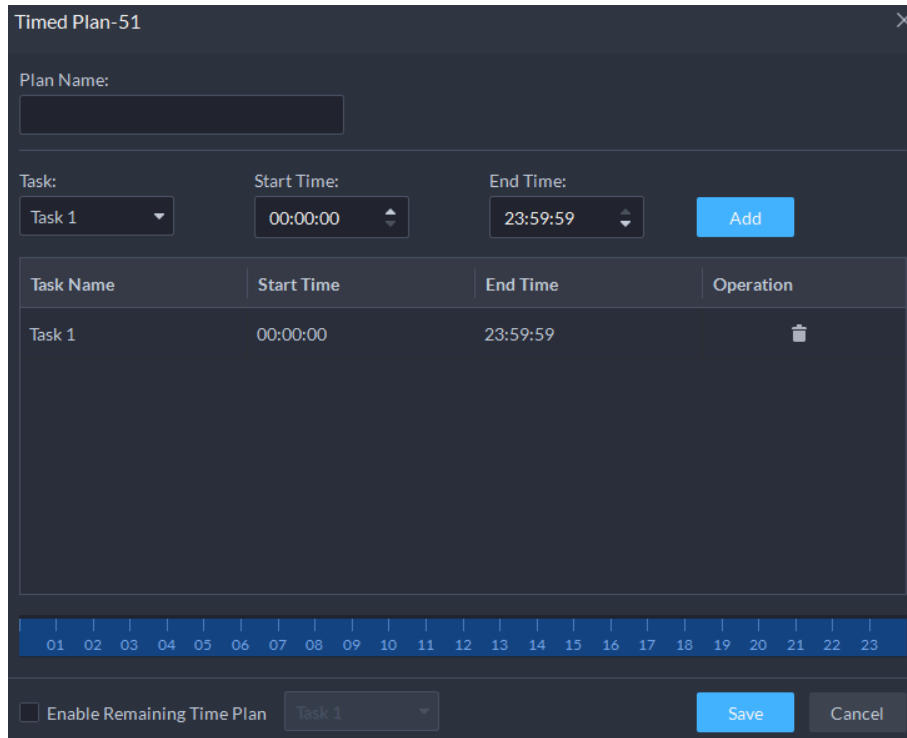 Timed Plan-51
Plan Name:
Task: Start Time: End Time:
Task 1 00:00:00 23:59:59 Add
Task Name Start Time End Time Operation
Task 1 00:00:00 23:59:59
01 02 03 04 05 06 07 08 09 10 11 12 13 14 15 16 17 18 19 20 21 22 23
Enable Remaining Time Plan Task 1 Save Cancel